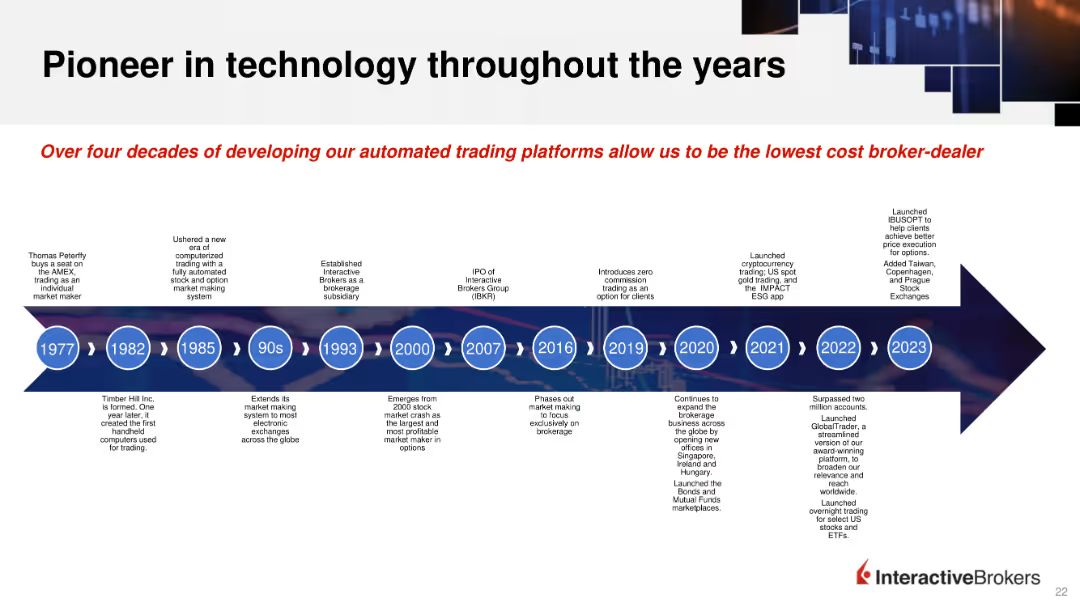 Pioneer in technology throughout the years
Over four decades of developing our automated trading platforms allow us to be the lowest cost broker-dealer
Thomas Peterffy
buys a seat on
the AMEX,
trading as an
individual
market maker
Ushered a new
era of
computerized
trading with a
fully automated
stock and option
market making
system
Established
Interactive
Brokers as a
brokerage
subsidiary
IPO of
Interactive
Brokers Group
(IBKR)
Introduces zero
commission
trading as an
option for clients
Launched
cryptocurrency
trading; US spot
gold trading, and
the IMPACT
ESG app
Launched
IBUSOPT to
help clients
achieve better
price execution
for options.
Added Taiwan,
Copenhagen,
and Prague
Stock
Exchanges
1977 1982 1985 90s 1993 2000 2007 2016 2019 2020 2021 2022 2023
Timber Hill Inc.
is formed. One
year later, it
created the first
handheld
computers used
for trading.
Extends its
market making
system to most
electronic
exchanges
across the globe
Emerges from
2000 stock
market crash as
the largest and
most profitable
market maker in
options
Phases out
market making
to focus
exclusively on
brokerage
Continues to
expand the
brokerage
business across
the globe by
opening new
offices in
Singapore,
Ireland and
Hungary.
Launched the
Bonds and
Mutual Funds
marketplaces.
Surpassed two
million accounts.
Launched
GlobalTrader, a
streamlined
version of our
award-winning
platform, to
broaden our
relevance and
reach
worldwide.
Launched
overnight trading
for select US
stocks and
ETFs.
InteractiveBrokers
22